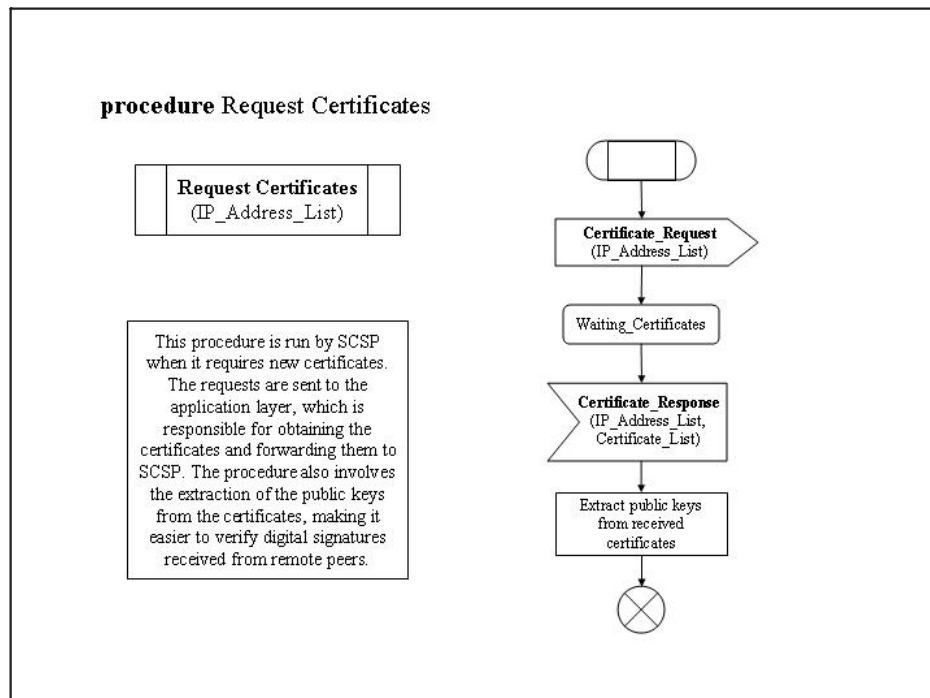 procedure Request Certificates
Request Certificates
(IP_Address_List)
This procedure is run by SCSP
when it requires new certificates.
The requests are sent to the
application layer, which is
responsible for obtaining the
certificates and forwarding them to
SCSP. The procedure also involves
the extraction of the public keys
from the certificates, making it
easier to verify digital signatures
received from remote peers.
Certificate_Request
(IP_Address_List)
Waiting_Certificates
Certificate_Response
(IP_Address_List,
Certificate_List)
Extract public keys
from received
certificates